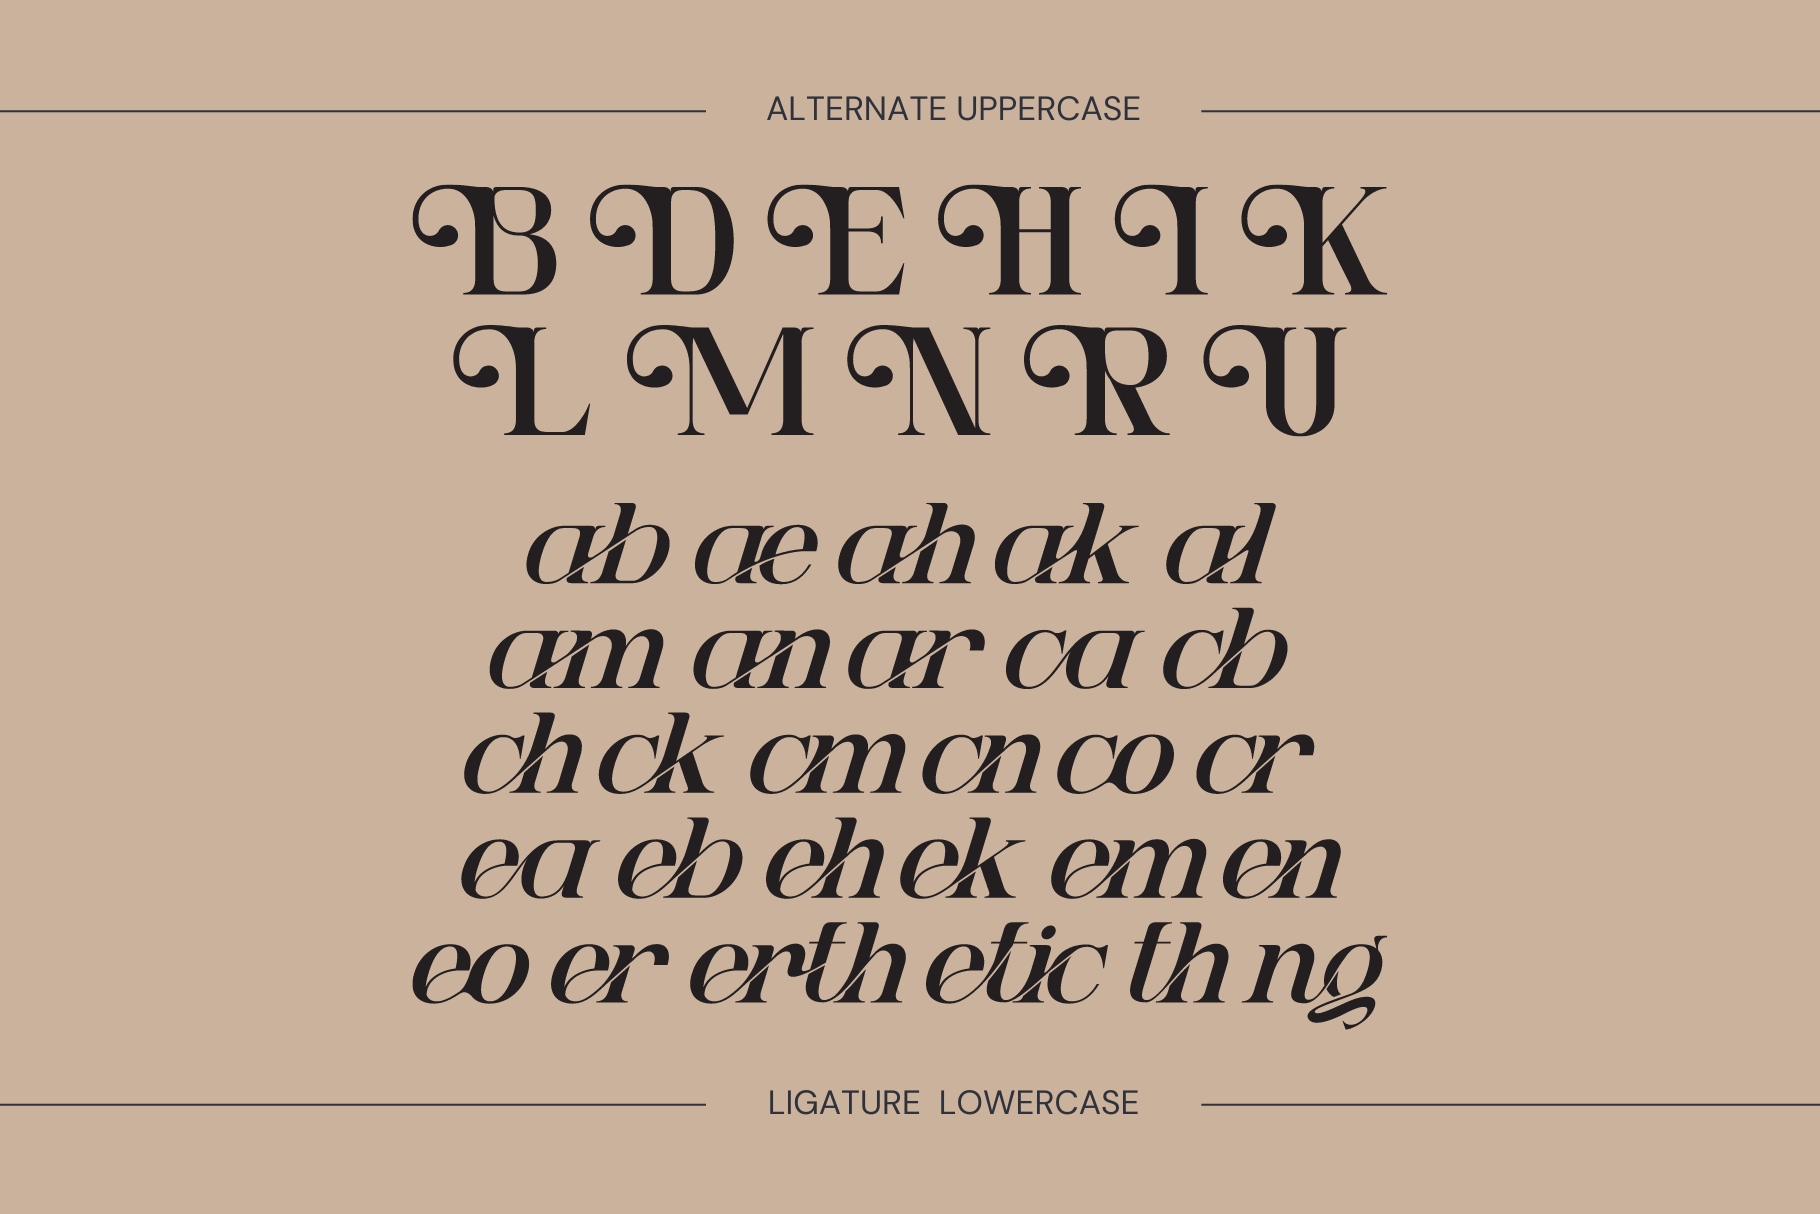 ALTERNATE UPPERCASE
B D E H I K
L M N R U
ab ae ah ak al
am an ar ca cb
ch ck cm cn co cr
ea eb eh ek em en
eo er erth etic th ng
LIGATURE LOWERCASE